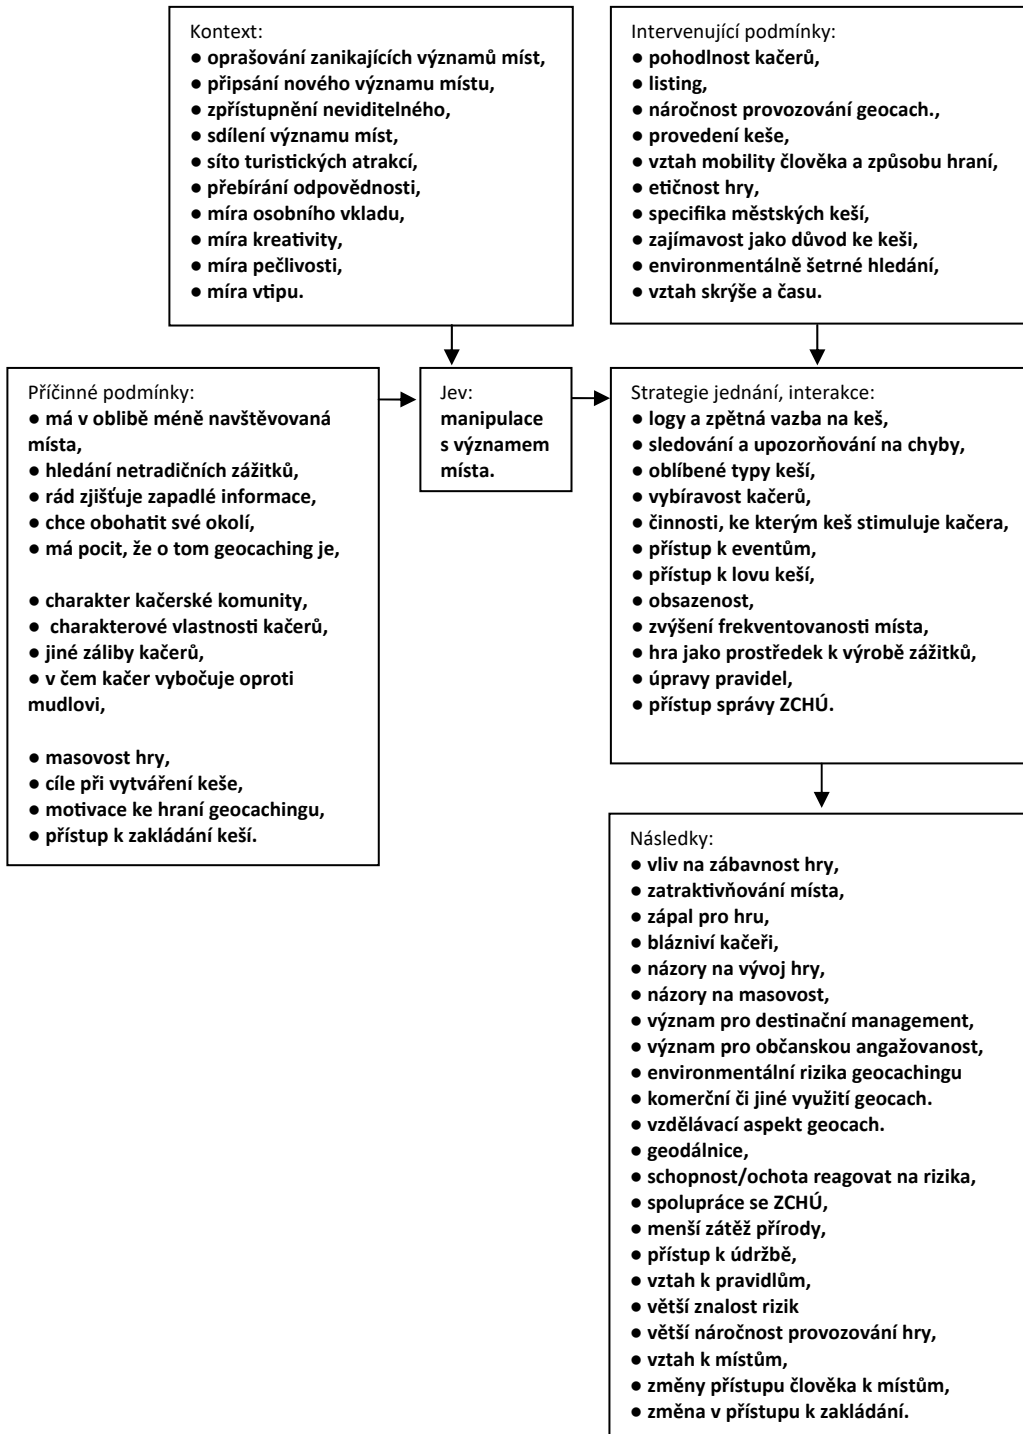 Kontext:
● oprašování zanikajících významů míst,
● připsání nového významu místu,
● zpřístupnění neviditelného,
● sdílení významu míst,
● síto turistických atrakcí,
● přebírání odpovědnosti,
● míra osobního vkladu,
● míra kreativity,
● míra pečlivosti,
● míra vtipu.
Intervenující podmínky:
● pohodlnost kačerů,
● listing,
● náročnost provozování geocach.,
● provedení keše,
● vztah mobility člověka a způsobu hraní,
● etičnost hry,
● specifika městských keší,
● zajímavost jako důvod ke keši,
● environmentálně šetrné hledání,
● vztah skrýše a času.
Příčinné podmínky:
● má v oblibě méně navštěvovaná
místa,
● hledání netradičních zážitků,
● rád zjišťuje zapadlé informace,
● chce obohatit své okolí,
● má pocit, že o tom geocaching je,
● charakter kačerské komunity,
● charakterové vlastnosti kačerů,
● jiné záliby kačerů,
● v čem kačer vybočuje oproti
mudlovi,
● masovost hry,
● cíle při vytváření keše,
● motivace ke hraní geocachingu,
● přístup k zakládání keší.
Jev:
manipulace
s významem
místa.
Strategie jednání, interakce:
● logy a zpětná vazba na keš,
● sledování a upozorňování na chyby,
● oblíbené typy keší,
● vybíravost kačerů,
● činnosti, ke kterým keš stimuluje kačera,
● přístup k eventům,
● přístup k lovu keší,
● obsazenost,
● zvýšení frekventovanosti místa,
● hra jako prostředek k výrobě zážitků,
● úpravy pravidel,
● přístup správy ZCHÚ.
Následky:
● vliv na zábavnost hry,
● zatraktivňování místa,
● zápal pro hru,
● blázniví kačeři,
● názory na vývoj hry,
● názory na masovost,
● význam pro destinační management,
● význam pro občanskou angažovanost,
● environmentální rizika geocachingu
● komerční či jiné využití geocach.
● vzdělávací aspekt geocach.
● geodálnice,
● schopnost/ochota reagovat na rizika,
● spolupráce se ZCHÚ,
● menší zátěž přírody,
● přístup k údržbě,
● vztah k pravidlům,
● větší znalost rizik
● větší náročnost provozování hry,
● vztah k místům,
● změny přístupu člověka k místům,
● změna v přístupu k zakládání.